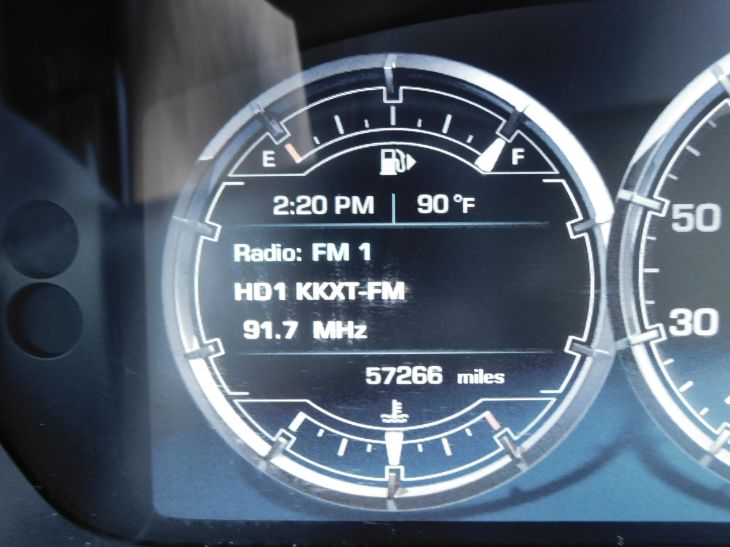 E F
2:20 PM 90 °F
Radio: FM 1
HD1 KKXT-FM
91.7 MHz
57266 miles
50
30